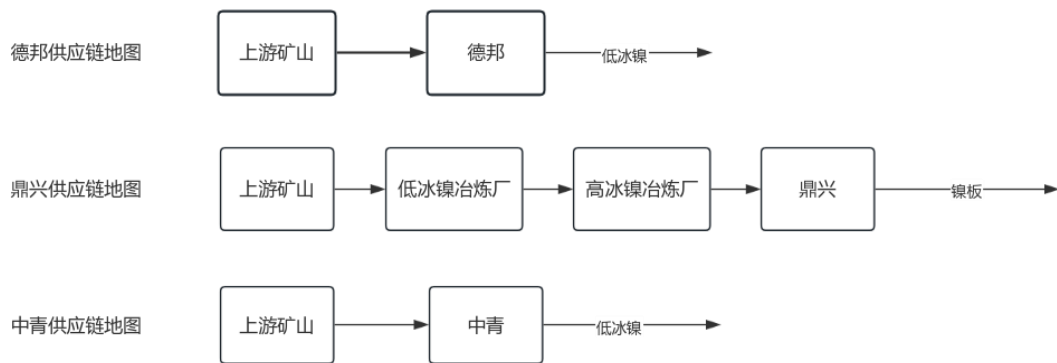 德邦供应链地图
上游矿山
德邦
低冰镍
鼎兴供应链地图
上游矿山
低冰镍冶炼厂
高冰镍冶炼厂
鼎兴
镍板
中青供应链地图
上游矿山
中青
低冰镍